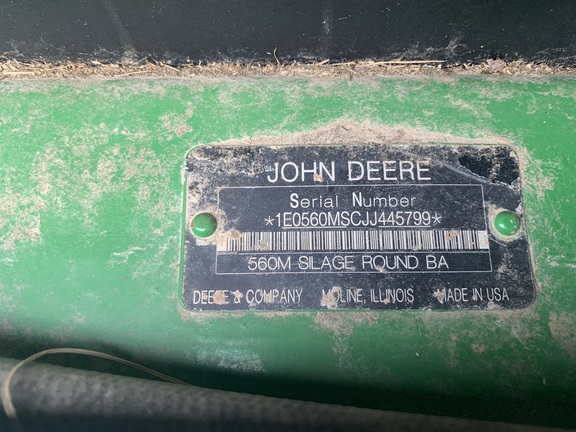 JOHN DEERE
Serial Number
*1E0560MSCJJ445799*
560M SILAGE ROUND BA
DEERE & COMPANY MOLINE, ILLINOIS MADE IN USA